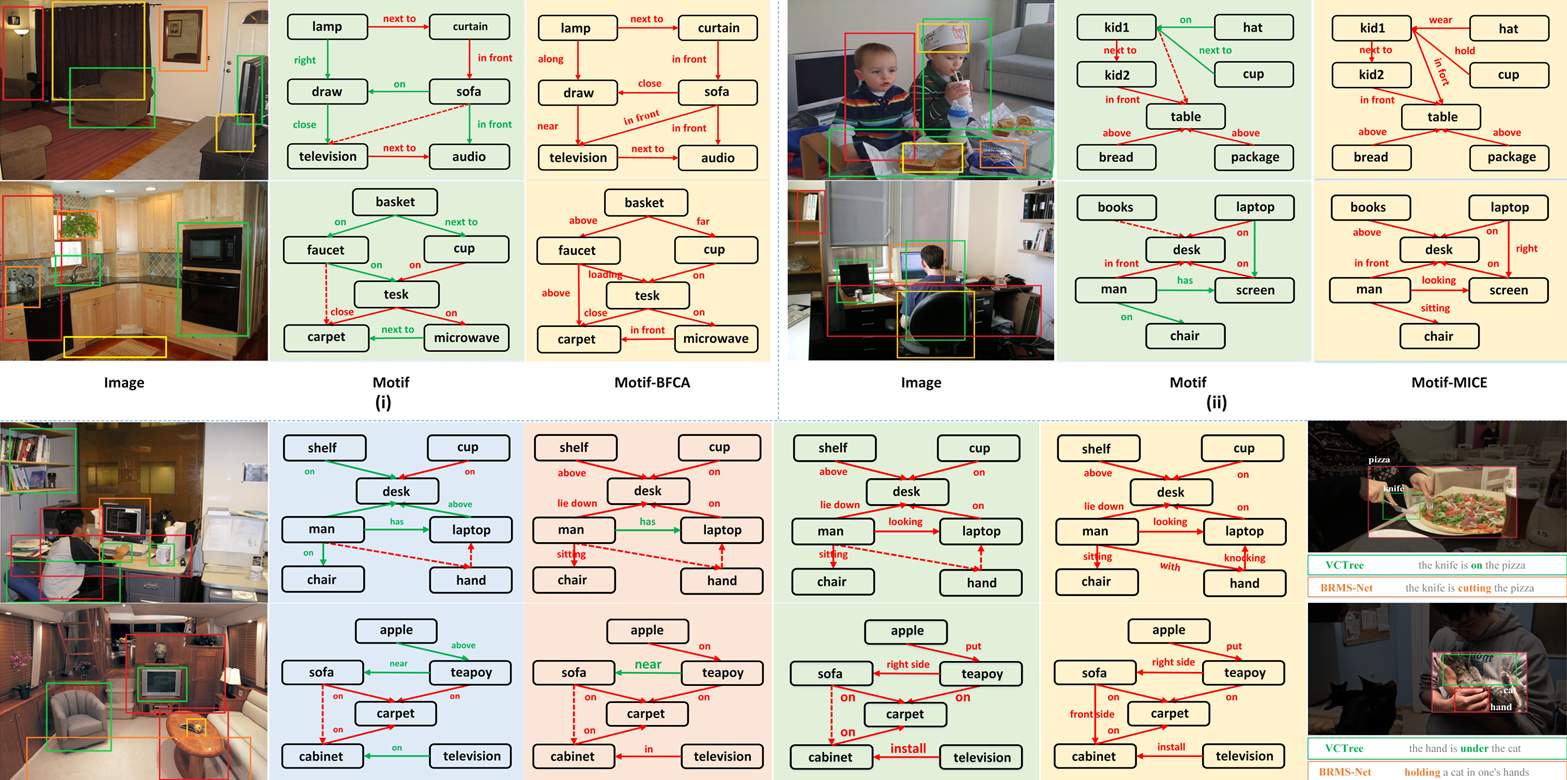 lamp
next to
curtain
right
in front
draw
on
sofa
close
in front
television
next to
audio
lamp
next to
curtain
along
in front
draw
close
sofa
near
in front
in front
television
next to
audio
kid1
on
hat
next to
next to
kid2
cup
in front
table
above
above
bread
package
kid1
wear
hat
next to
hold
in fort
kid2
cup
in front
table
above
above
bread
package
basket
on
next to
faucet
cup
on
on
tesk
close
on
carpet
next to
microwave
basket
above
far
faucet
cup
loading
on
above
tesk
close
on
carpet
in front
microwave
books
laptop
desk
on
in front
on
man
has
screen
on
chair
books
laptop
above
on
desk
right
in front
on
man
looking
screen
sitting
chair
Image
Motif
Motif-BFCA
(i)
Image
Motif
Motif-MICE
(ii)
shelf
cup
on
on
desk
above
man
has
laptop
on
chair
hand
shelf
cup
above
on
desk
lie down
on
man
has
laptop
sitting
chair
hand
shelf
cup
above
on
desk
lie down
on
man
looking
laptop
sitting
chair
hand
shelf
cup
above
on
desk
lie down
on
man
looking
laptop
sitting
with
knocking
chair
hand
pizza
knife
VCTree
the knife is on the pizza
BRMS-Net
the knife is cutting the pizza
apple
above
sofa
near
teapoy
on
on
carpet
on
cabinet
on
television
apple
on
sofa
near
teapoy
on
on
carpet
on
cabinet
in
television
apple
put
sofa
right side
teapoy
on
on
carpet
on
cabinet
install
television
apple
put
sofa
right side
teapoy
on
on
front side
carpet
on
cabinet
install
television
cat
hand
VCTree
the hand is under the cat
BRMS-Net
holding a cat in one's hands